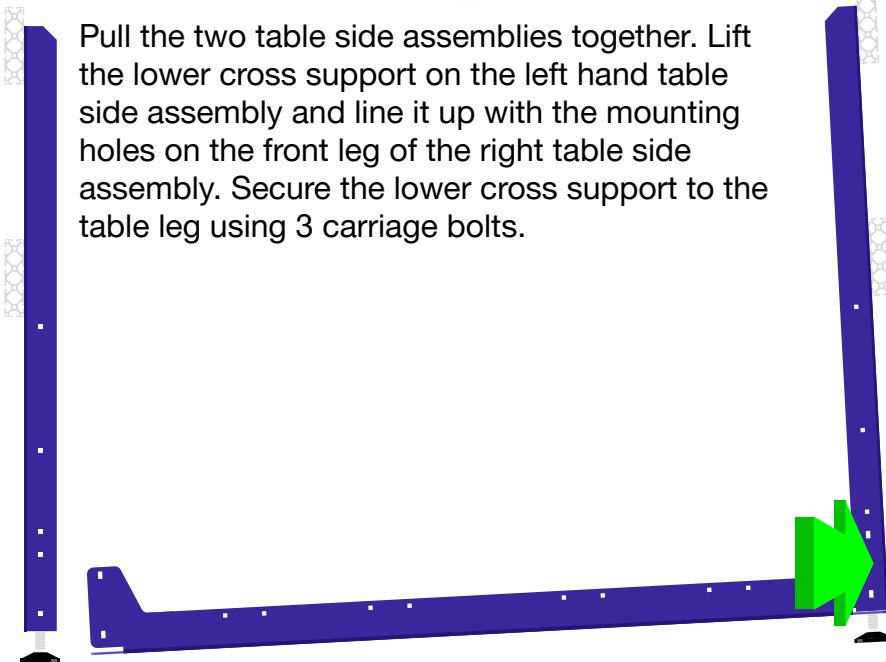 Pull the two table side assemblies together. Lift
the lower cross support on the left hand table
side assembly and line it up with the mounting
holes on the front leg of the right table side
assembly. Secure the lower cross support to the
table leg using 3 carriage bolts.